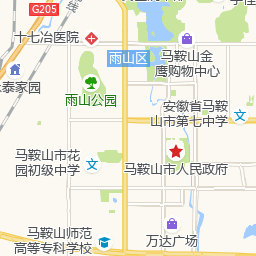 G205
十七冶医院
雨山区
马鞍山金
鹰购物中心
泰家园
雨山公园
安徽省马鞍
山市第七中学
马鞍山市花
园初级中学
马鞍山市人民政府
马鞍山师范
高等专科学校
万达广场